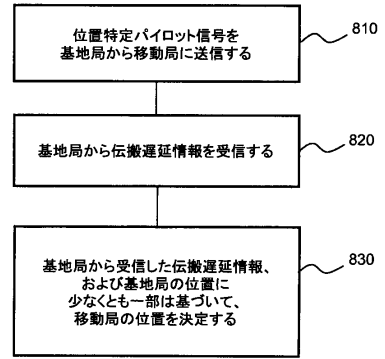 位置特定パイロット信号を
基地局から移動局に送信する
810
基地局から伝搬遅延情報を受信する
820
基地局から受信した伝搬遅延情報、
および基地局の位置に
少なくとも一部は基づいて、
移動局の位置を決定する
830